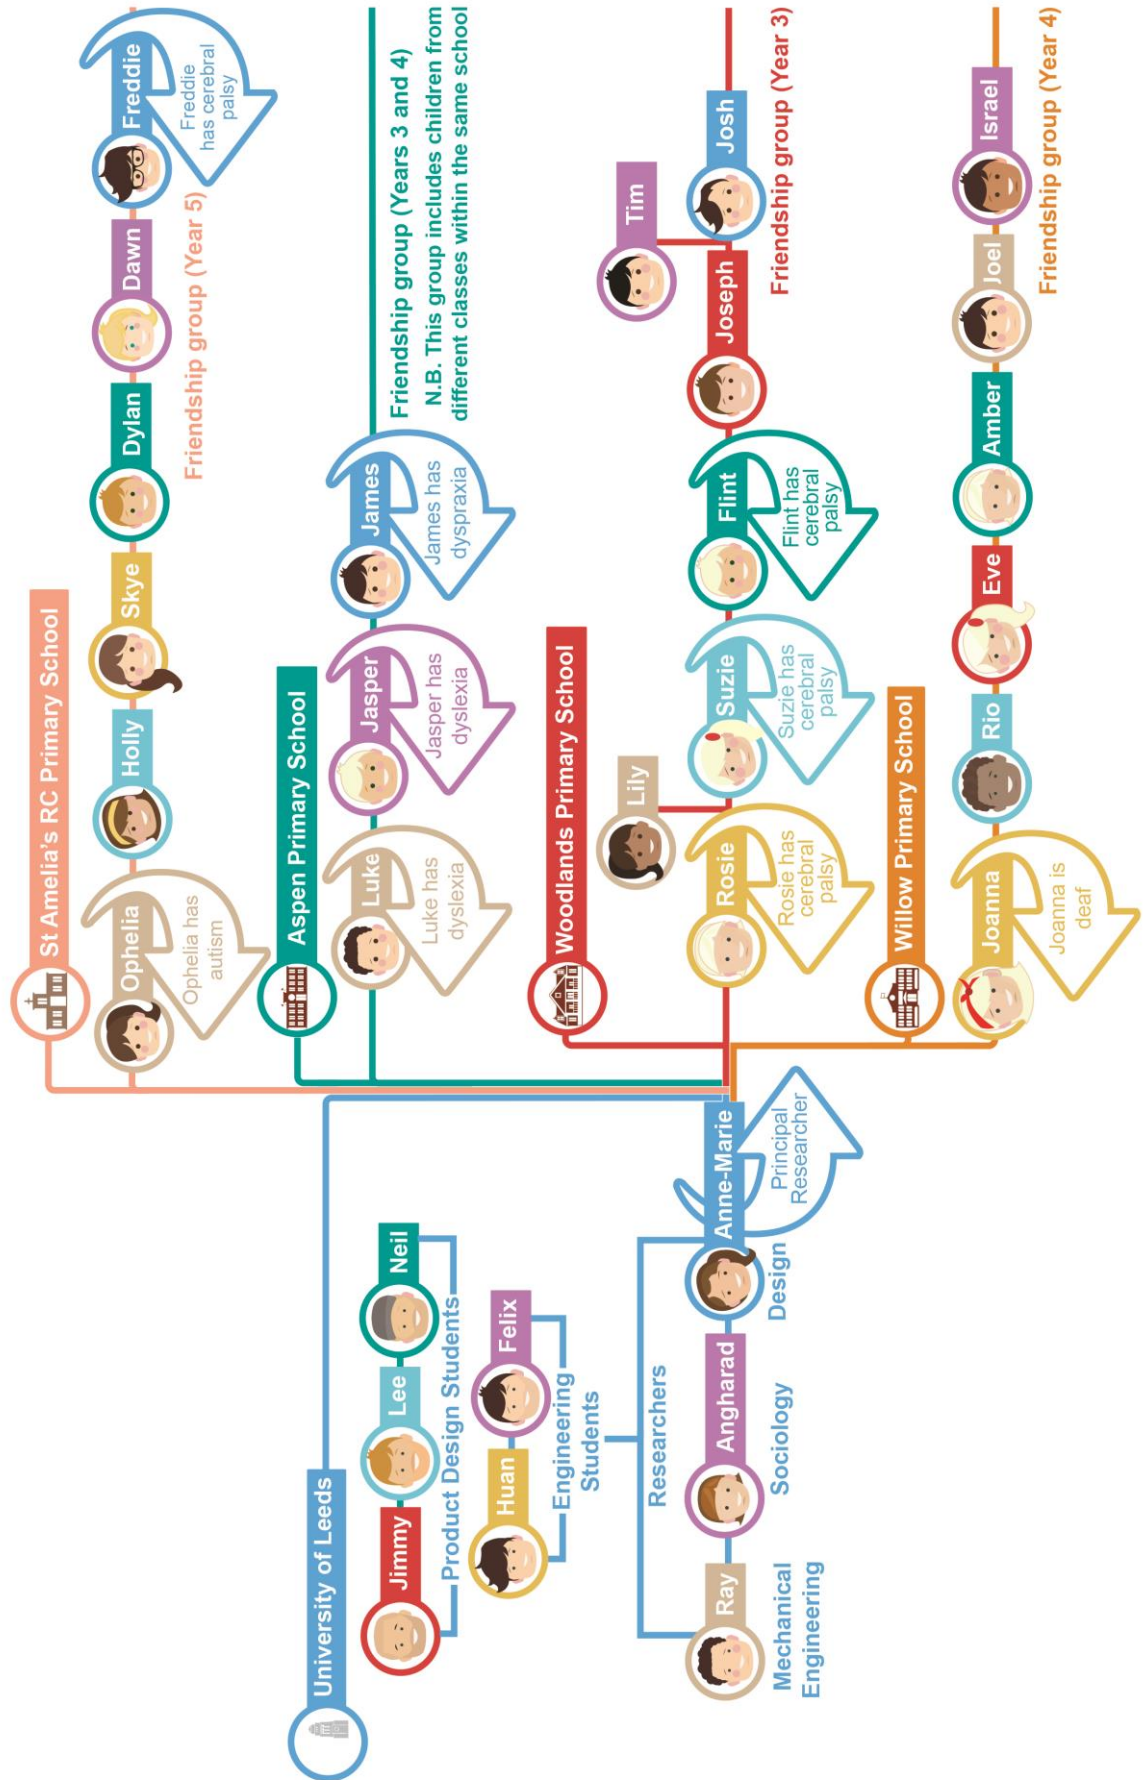 University of Leeds
Jimmy
Lee
Neil
Product Design Students
Huan
Felix
Engineering
Students
Researchers
Ray
Mechanical
Engineering
Angharad
Sociology
Anne-Marie
Design
Principal
Researcher
St Amelia's RC Primary School
Ophelia
Ophelia has
autism
Holly
Skye
Dylan
Dawn
Freddie
Freddie
has cerebral
palsy
Friendship group (Year 5)
Aspen Primary School
Luke
Luke has
dyslexia
Jasper
Jasper has
dyslexia
James
James has
dyspraxia
Friendship group (Years 3 and 4)
N.B. This group includes children from
different classes within the same school
Woodlands Primary School
Rosie
Rosie has
cerebral
palsy
Lily
Suzie
Suzie has
cerebral
palsy
Flint
Flint has
cerebral
palsy
Joseph
Tim
Josh
Friendship group (Year 3)
Willow Primary School
Joanna
Joanna is
deaf
Rio
Eve
Amber
Joel
Israel
Friendship group (Year 4)